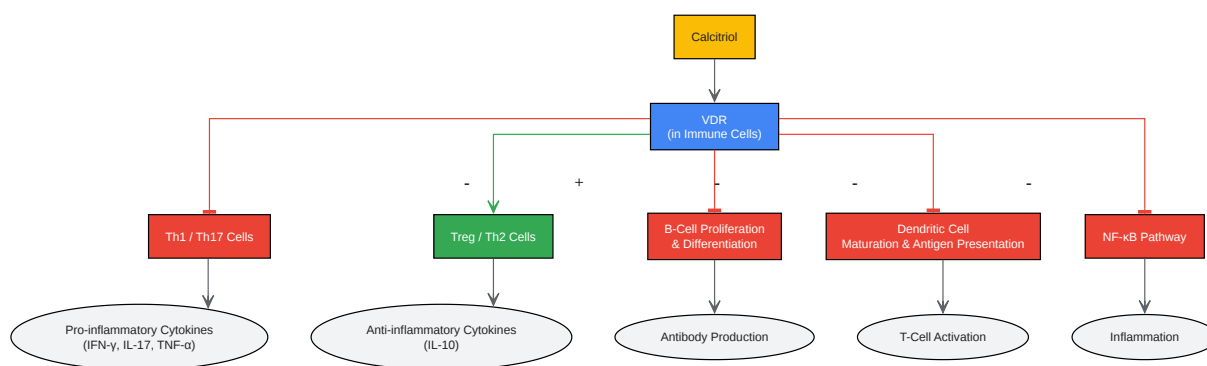 Calcitriol
VDR
(in Immune Cells)
- + - - -
Th1 / Th17 Cells
Treg / Th2 Cells
B-Cell Proliferation
& Differentiation
Dendritic Cell
Maturation & Antigen Presentation
NF-κB Pathway
Pro-inflammatory Cytokines
(IFN-γ, IL-17, TNF-α)
Anti-inflammatory Cytokines
(IL-10)
Antibody Production
T-Cell Activation
Inflammation